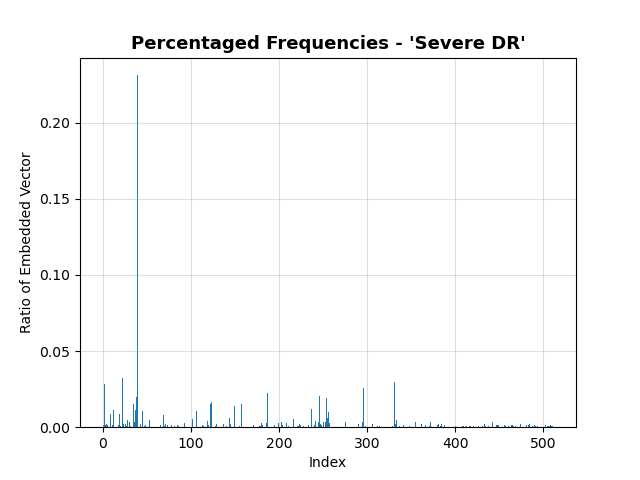 Percentaged Frequencies - 'Severe DR'
Ratio of Embedded Vector
0.20
0.15
0.10
0.05
0.00
0 100 200 300 400 500
Index